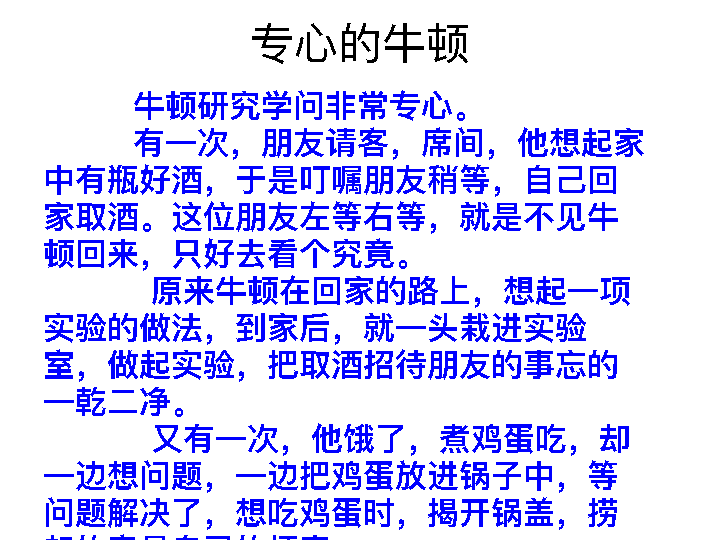 专心的牛顿
牛顿研究学问非常专心。
有一次，朋友请客，席间，他想起家
中有瓶好酒，于是叮嘱朋友稍等，自己回
家取酒。这位朋友左等右等，就是不见牛
顿回来，只好去看个究竟。
原来牛顿在回家的路上，想起一项
实验的做法，到家后，就一头栽进实验
室，做起实验，把取酒招待朋友的事忘的
一乾二净。
又有一次，他饿了，煮鸡蛋吃，却
一边想问题，一边把鸡蛋放进锅子中，等
问题解决了，想吃鸡蛋时，揭开锅盖，捞